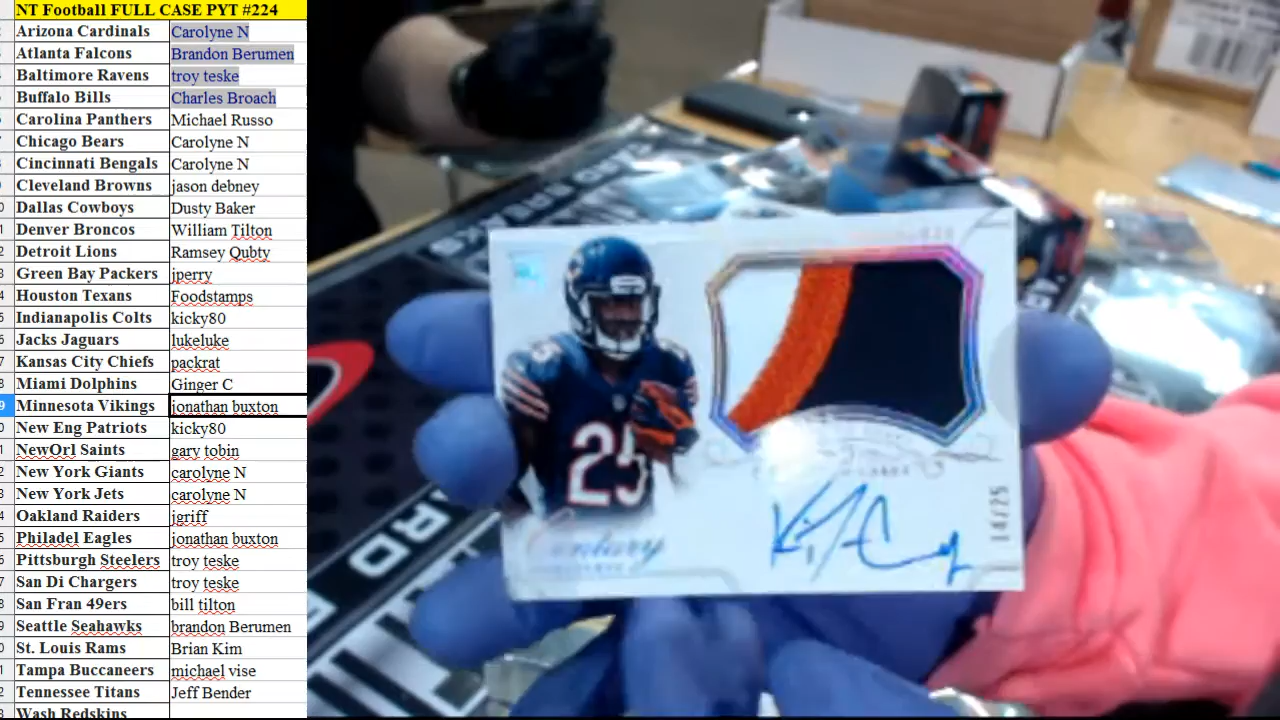 NT Football FULL CASE PYT #224
Arizona Cardinals Carolyne N
Atlanta Falcons Brandon Berumen
Baltimore Ravens troy teske
Buffalo Bills Charles Broach
Carolina Panthers Michael Russo
Chicago Bears Carolyne N
Cincinnati Bengals Carolyne N
Cleveland Browns jason debney
Dallas Cowboys Dusty Baker
Denver Broncos William Tilton
Detroit Lions Ramsey Qubty
Green Bay Packers jperry
Houston Texans Foodstamps
Indianapolis Colts kicky80
Jacks Jaguars lukeluke
Kansas City Chiefs packrat
Miami Dolphins Ginger C
Minnesota Vikings jonathan buxton
New Eng Patriots kicky80
NewOrl Saints gary tobin
New York Giants carolyne N
New York Jets carolyne N
Oakland Raiders jgriff
Philadel Eagles jonathan buxton
Pittsburgh Steelers troy teske
San Di Chargers troy teske
San Fran 49ers bill tilton
Seattle Seahawks brandon Berumen
St. Louis Rams Brian Kim
Tampa Buccaneers michael vise
Tennessee Titans Jeff Bender
Wash Redskins
25
Century
14/25